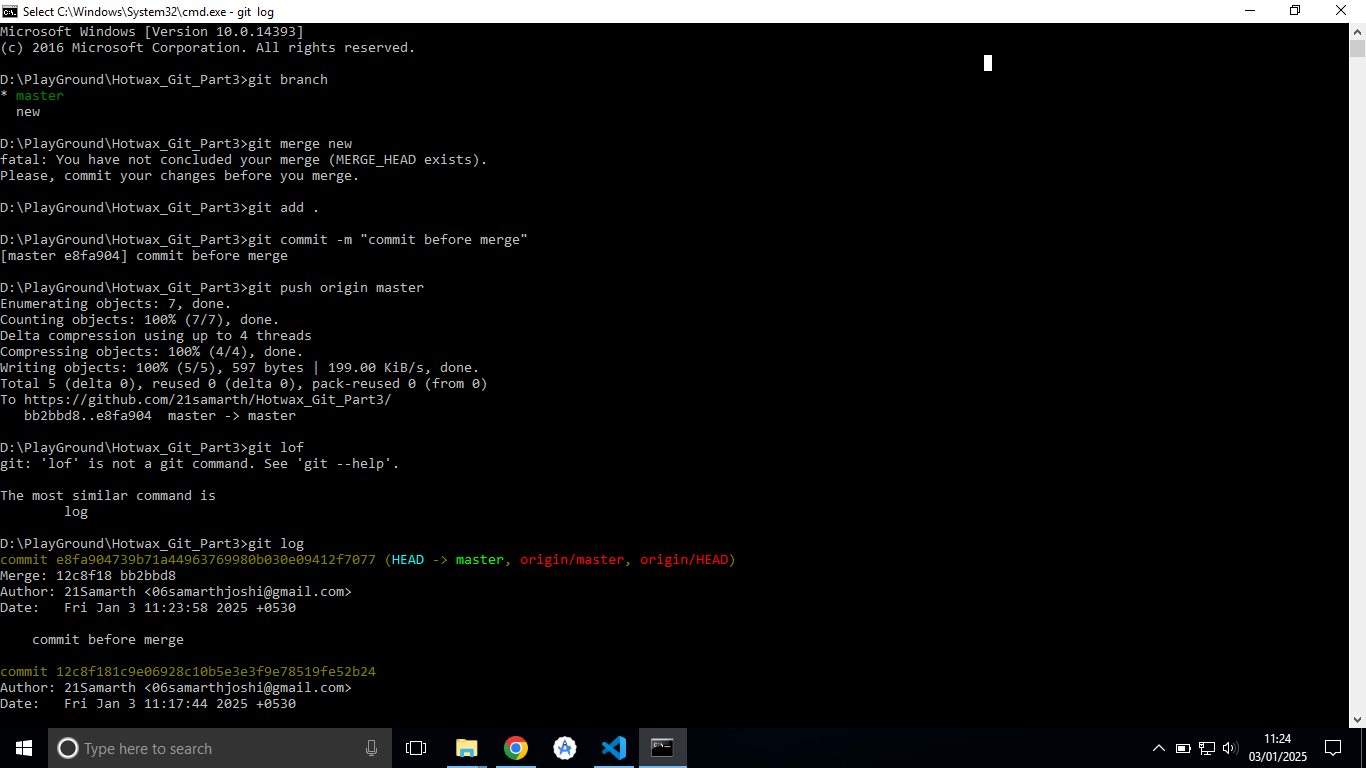 Select C:\Windows\System32\cmd.exe - git  log
Microsoft Windows [Version 10.0.14393]
(c) 2016 Microsoft Corporation. All rights reserved.
D:\PlayGround\Hotwax_Git_Part3>git branch
* master
  new
D:\PlayGround\Hotwax_Git_Part3>git merge new
fatal: You have not concluded your merge (MERGE_HEAD exists).
Please, commit your changes before you merge.
D:\PlayGround\Hotwax_Git_Part3>git add .
D:\PlayGround\Hotwax_Git_Part3>git commit -m "commit before merge"
[master e8fa904] commit before merge
D:\PlayGround\Hotwax_Git_Part3>git push origin master
Enumerating objects: 7, done.
Counting objects: 100% (7/7), done.
Delta compression using up to 4 threads
Compressing objects: 100% (4/4), done.
Writing objects: 100% (5/5), 597 bytes | 199.00 KiB/s, done.
Total 5 (delta 0), reused 0 (delta 0), pack-reused 0 (from 0)
To https://github.com/21samarth/Hotwax_Git_Part3/
   bb2bbd8..e8fa904  master -> master
D:\PlayGround\Hotwax_Git_Part3>git lof
git: 'lof' is not a git command. See 'git --help'.
The most similar command is
        log
D:\PlayGround\Hotwax_Git_Part3>git log
commit e8fa904739b71a44963769980b030e09412f7077 (HEAD -> master, origin/master, origin/HEAD)
Merge: 12c8f18 bb2bbd8
Author: 21Samarth <06samarthjoshi@gmail.com>
Date:   Fri Jan 3 11:23:58 2025 +0530
    commit before merge
commit 12c8f181c9e06928c10b5e3e3f9e78519fe52b24
Author: 21Samarth <06samarthjoshi@gmail.com>
Date:   Fri Jan 3 11:17:44 2025 +0530
Type here to search
11:24
03/01/2025